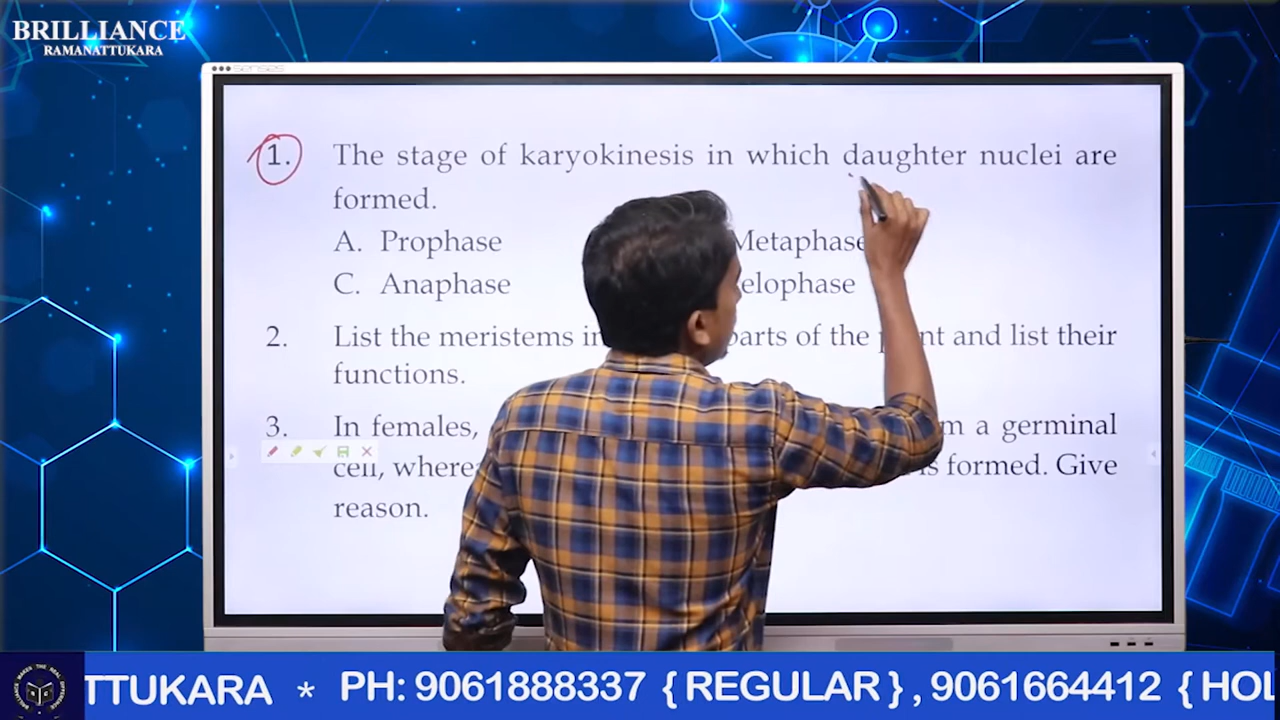 BRILLIANCE
RAMANATTUKARA
senses
1. The stage of karyokinesis in which daughter nuclei are
formed.
A. Prophase Metaphase
C. Anaphase elophase
2. List the meristems in parts of the and list their
functions.
3. In females, a germinal
cell, formed. Give
reason.
TTUKARA * PH: 9061888337 { REGULAR } , 9061664412 { HOL